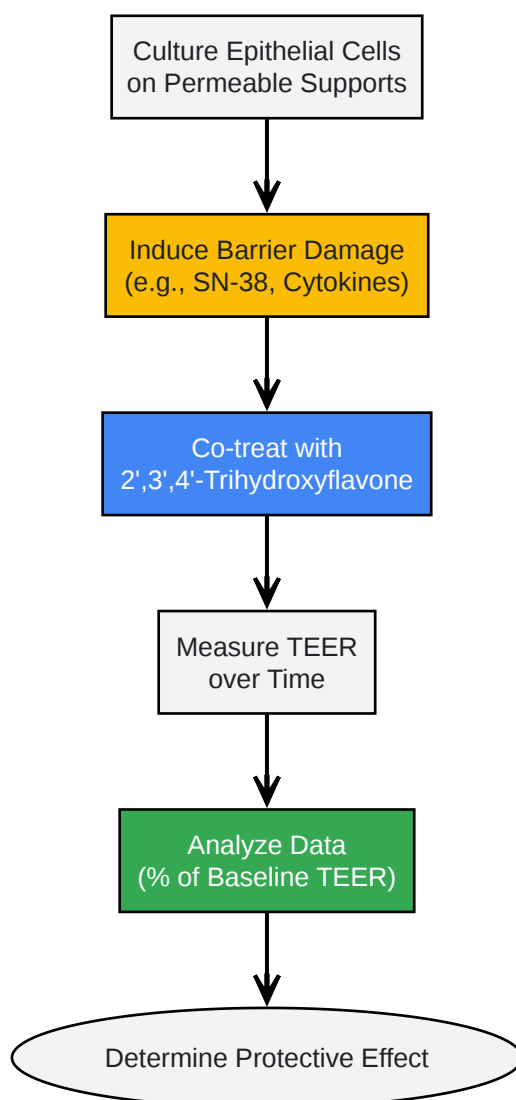 Culture Epithelial Cells
on Permeable Supports
Induce Barrier Damage
(e.g., SN-38, Cytokines)
Co-treat with
2',3',4'-Trihydroxyflavone
Measure TEER
over Time
Analyze Data
(% of Baseline TEER)
Determine Protective Effect